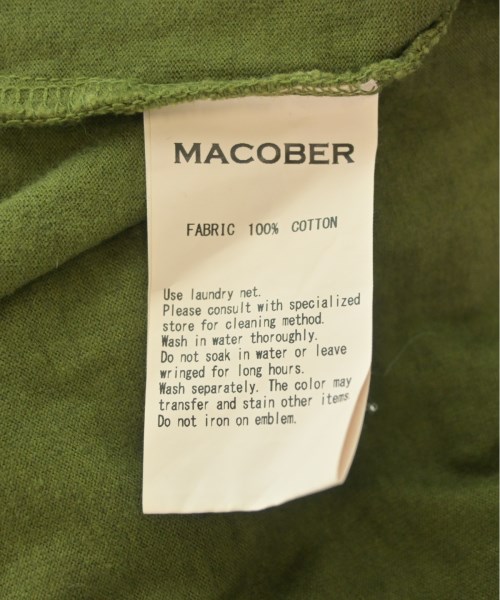 MACOBER
FABRIC 100% COTTON
Use laundry net.
Please consult with specialized
store for cleaning method.
Wash in water thoroughly.
Do not soak in water or leave
wringed for long hours.
Wash separately. The color may
transfer and stain other items
Do not iron on emblem.